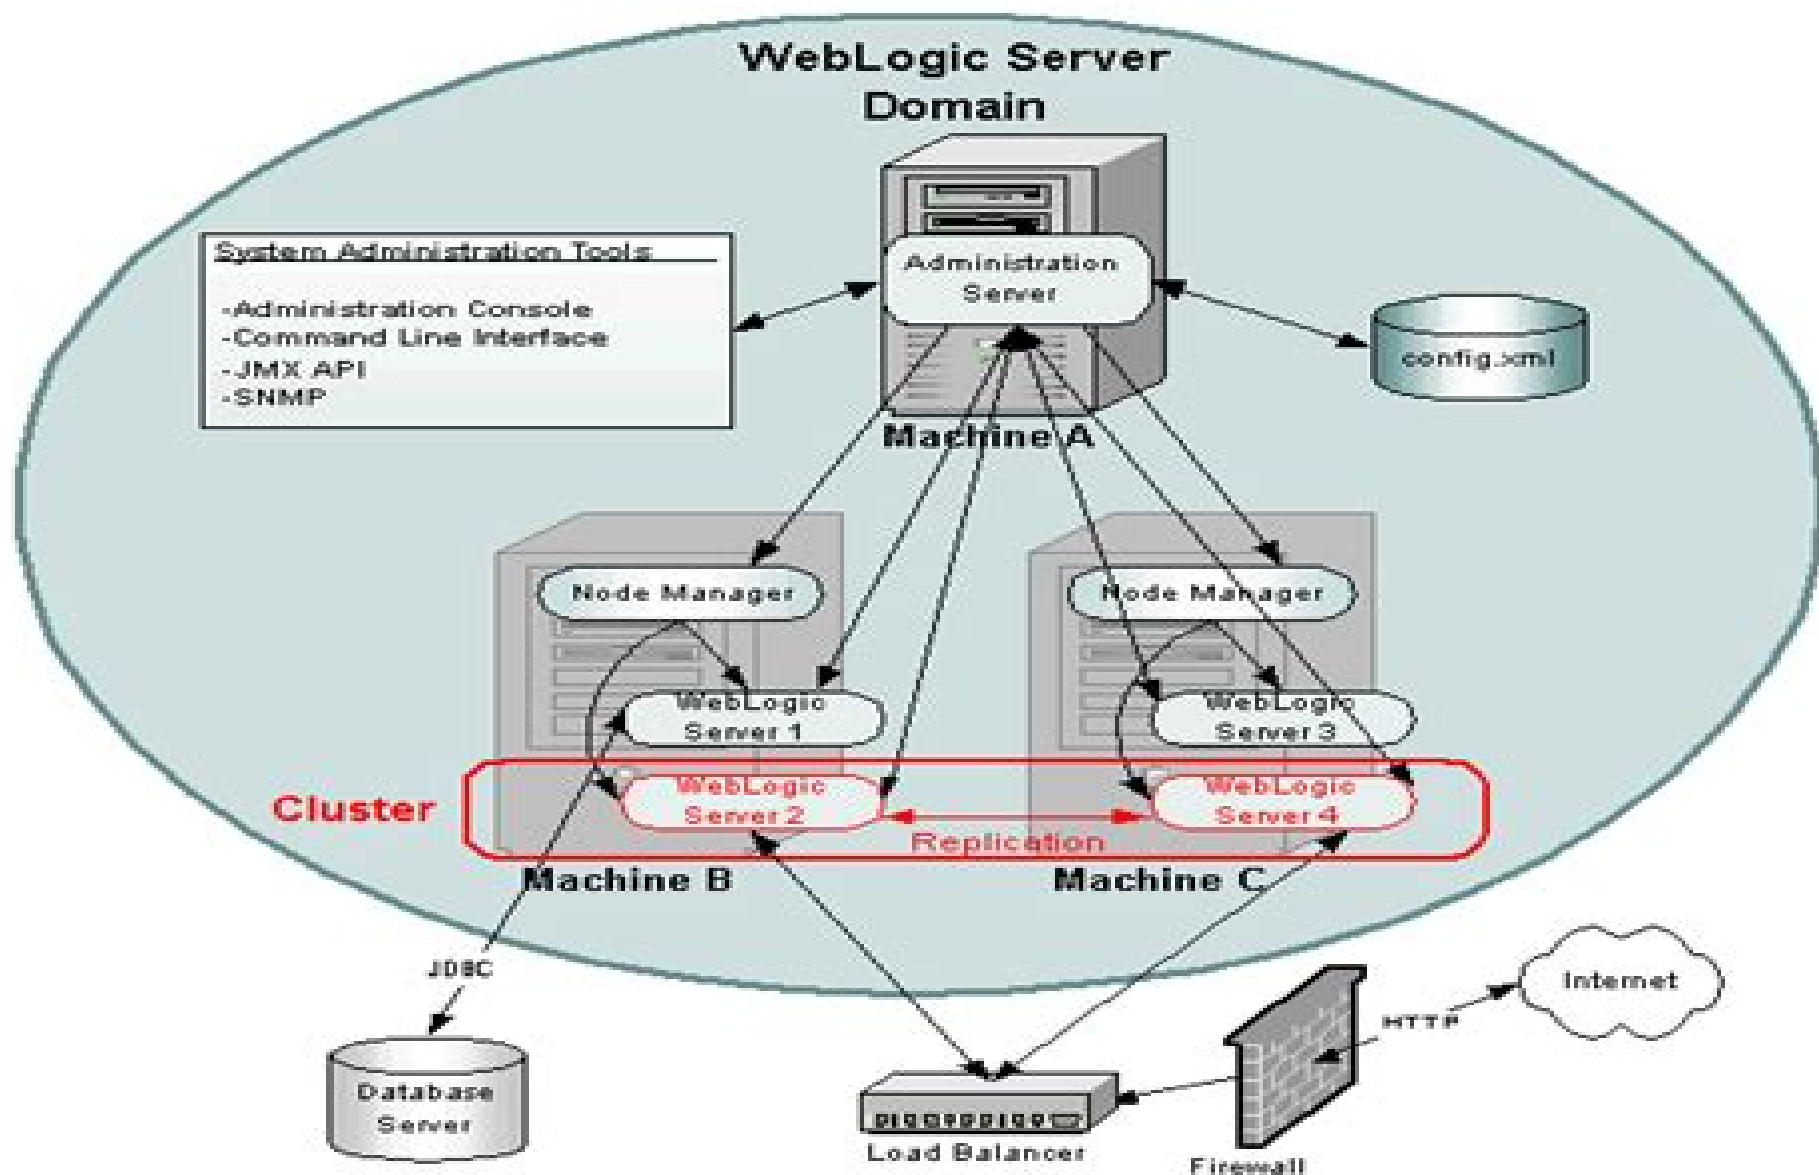 WebLogic Server
Domain
System Administration Tools
-Administration Console
-Command Line Interface
-JMX API
-SNMP
Administration
Server
config.xml
Machine A
Node Manager
Node Manager
WebLogic
Server 1
WebLogic
Server 3
Cluster
WebLogic
Server 2
WebLogic
Server 4
Replication
Machine B
Machine C
JDBC
Internet
HTTP
Database
Server
Load Balancer
Firewall